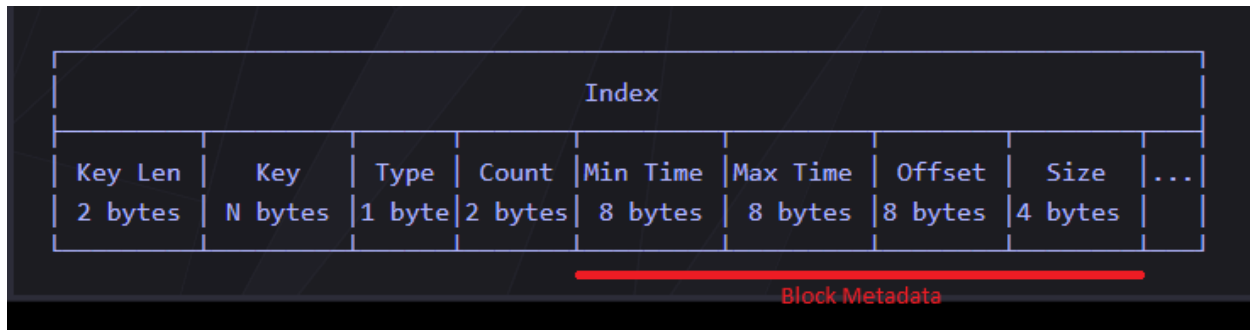 Index
Key Len Key Type Count Min Time Max Time Offset Size ...
2 bytes N bytes 1 byte 2 bytes 8 bytes 8 bytes 8 bytes 4 bytes
Block Metadata